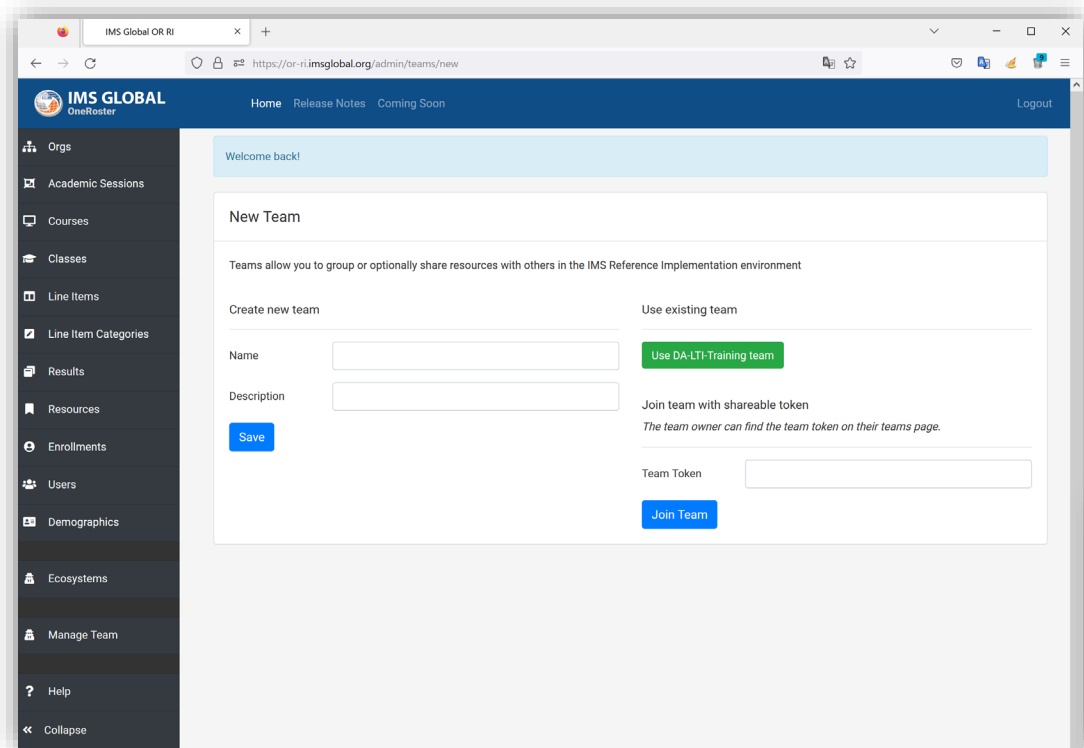 IMS Global OR RI
https://or-ri.imsglobal.org/admin/teams/new
9
IMS GLOBAL
OneRoster
Home Release Notes Coming Soon
Logout
Orgs
Academic Sessions
Courses
Classes
Line Items
Line Item Categories
Results
Resources
Enrollments
Users
Demographics
Ecosystems
Manage Team
? Help
« Collapse
Welcome back!
New Team
Teams allow you to group or optionally share resources with others in the IMS Reference Implementation environment
Create new team
Name
Description
Save
Use existing team
Use DA-LTI-Training team
Join team with shareable token
The team owner can find the team token on their teams page.
Team Token
Join Team